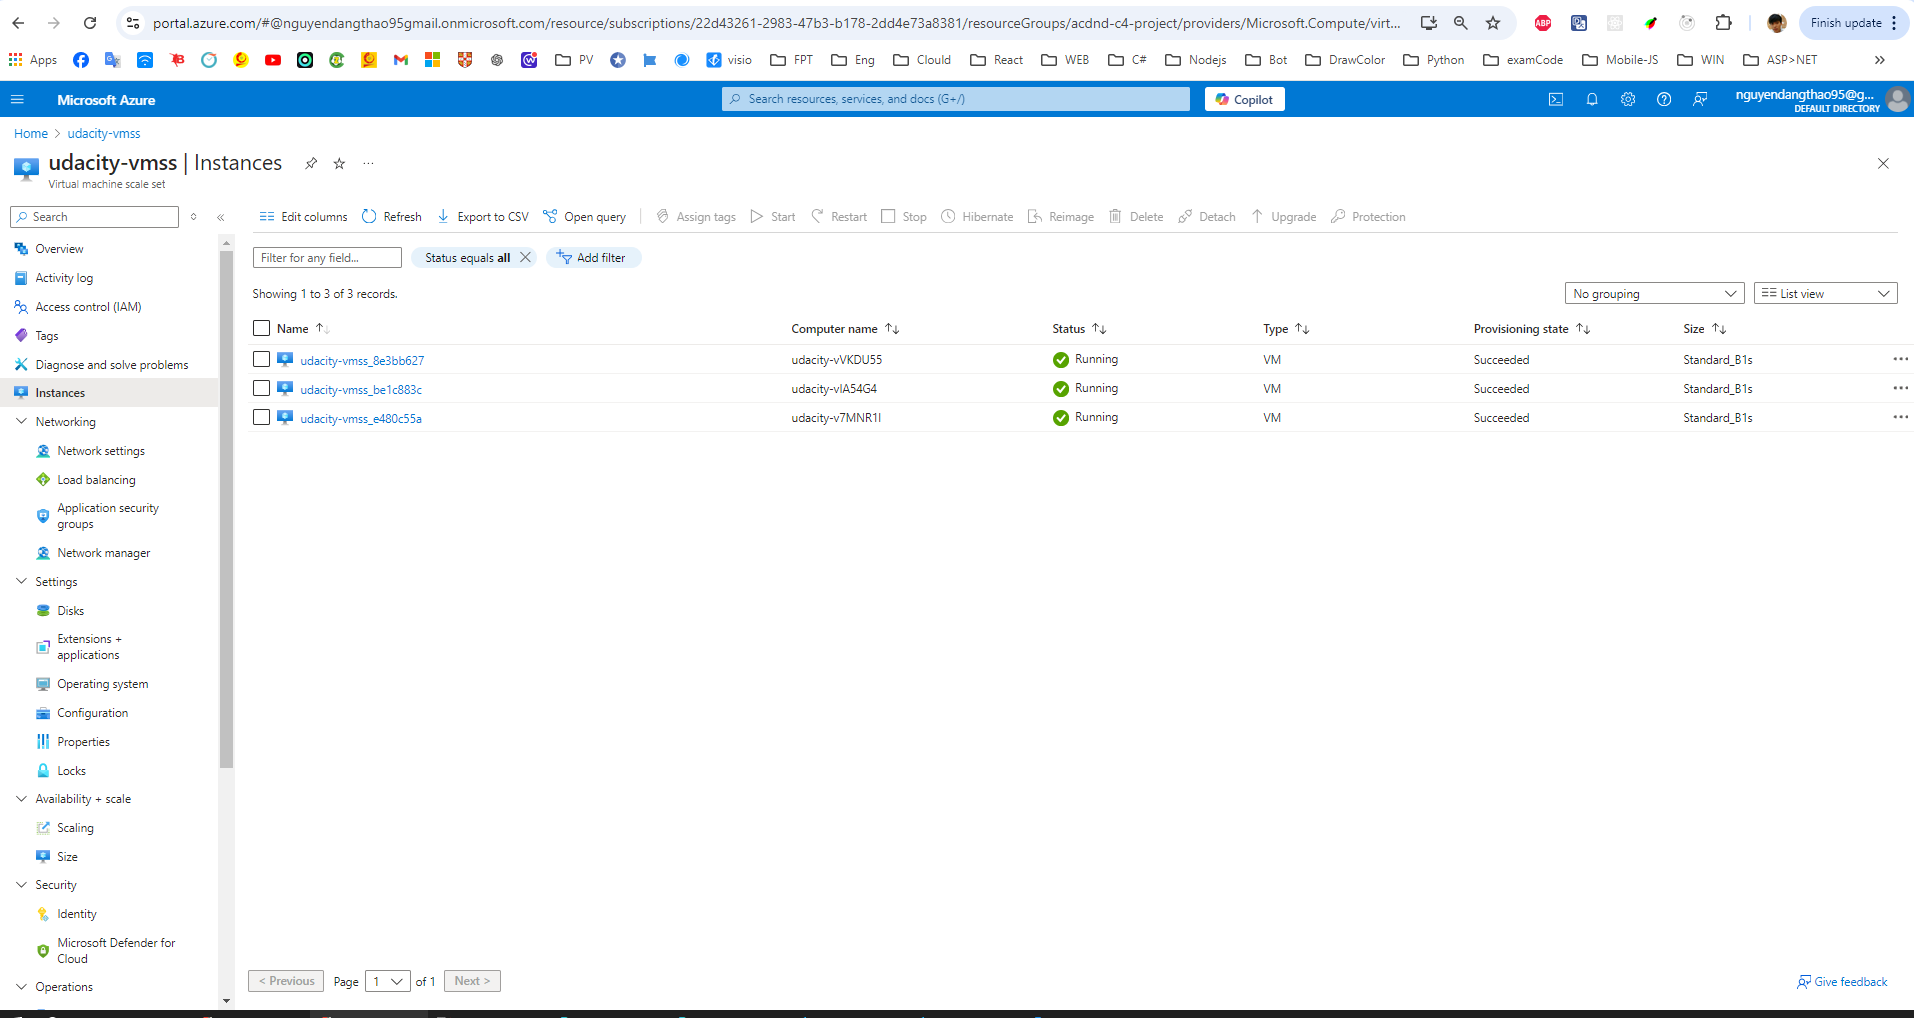 portal.azure.com/#@nguyendangthao95gmail.onmicrosoft.com/resource/subscriptions/22d43261-2983-47b3-b178-2dd4e73a8381/resourceGroups/acdnd-c4-project/providers/Microsoft.Compute/virt...
Finish update
Apps PV visio FPT Eng Clould React WEB C# Nodejs Bot DrawColor Python examCode Mobile-JS WIN ASP>NET »
Microsoft Azure
Search resources, services, and docs (G+/)
Copilot
nguyendangthao95@g...
DEFAULT DIRECTORY
Home > udacity-vmss
udacity-vmss | Instances
Virtual machine scale set
Search
Overview
Activity log
Access control (IAM)
Tags
Diagnose and solve problems
Instances
Networking
Network settings
Load balancing
Application security
groups
Network manager
Settings
Disks
Extensions +
applications
Operating system
Configuration
Properties
Locks
Availability + scale
Scaling
Size
Security
Identity
Microsoft Defender for
Cloud
Operations
Edit columns Refresh Export to CSV Open query Assign tags Start Restart Stop Hibernate Reimage Delete Detach Upgrade Protection
Filter for any field... Status equals all Add filter
Showing 1 to 3 of 3 records.
No grouping List view
Name Computer name Status Type Provisioning state Size
udacity-vmss_8e3bb627 udacity-vVKDU55 Running VM Succeeded Standard_B1s
udacity-vmss_be1c883c udacity-vIA54G4 Running VM Succeeded Standard_B1s
udacity-vmss_e480c55a udacity-v7MNR1I Running VM Succeeded Standard_B1s
< Previous Page 1 of 1 Next >
Give feedback